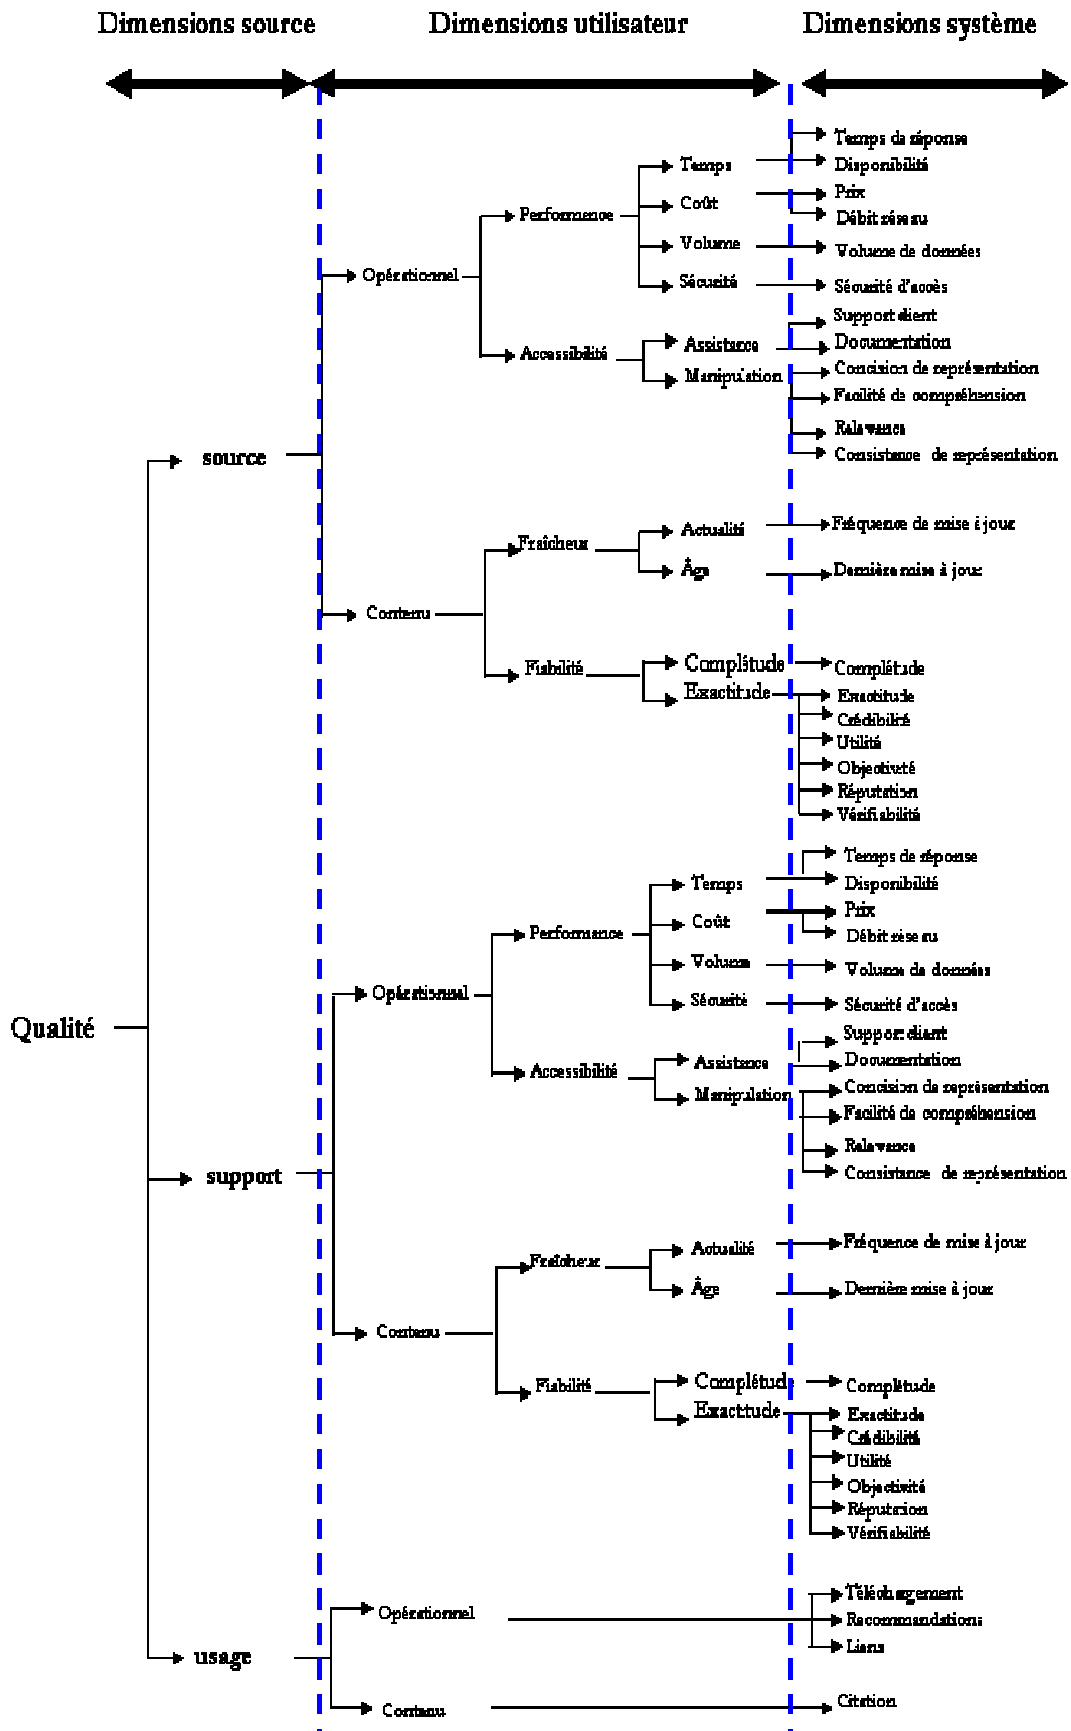 Dimensions source
Dimensions utilisateur
Dimensions système
Temps de réponse
Temps
Disponibilité
Prix
Coût
Performance
Débit réseau
Volume
Volume de données
Opérationnel
Sécurité
Sécurité d'accès
Support client
Assistance
Documentation
Accessibilité
Concision de représentation
Manipulation
Facilité de compréhension
Relewance
source
Consistance de représentation
Fréquence de mise à jour
Actualité
Fraîcheur
Âge
Dernière mise à jour
Contenu
Complétude
Complétude
Fiabilité
Exactitude
Exactitude
Crédibilité
Utilité
Objectivité
Réputation
Vérifiabilité
Temps de réponse
Temps
Disponibilité
Prix
Coût
Performance
Débit réseau
Volume
Volume de données
Opérationnel
Sécurité
Sécurité d'accès
Qualité
Support client
Assistance
Documentation
Accessibilité
Concision de représentation
Manipulation
Facilité de compréhension
Relewance
support
Consistance de représentation
Fréquence de mise à jour
Actualité
Fraîcheur
Âge
Dernière mise à jour
Contenu
Complétude
Complétude
Fiabilité
Exactitude
Exactitude
Crédibilité
Utilité
Objectivité
Réputation
Vérifiabilité
Téléchargement
Opérationnel
Recommandations
Liens
usage
Citation
Contenu